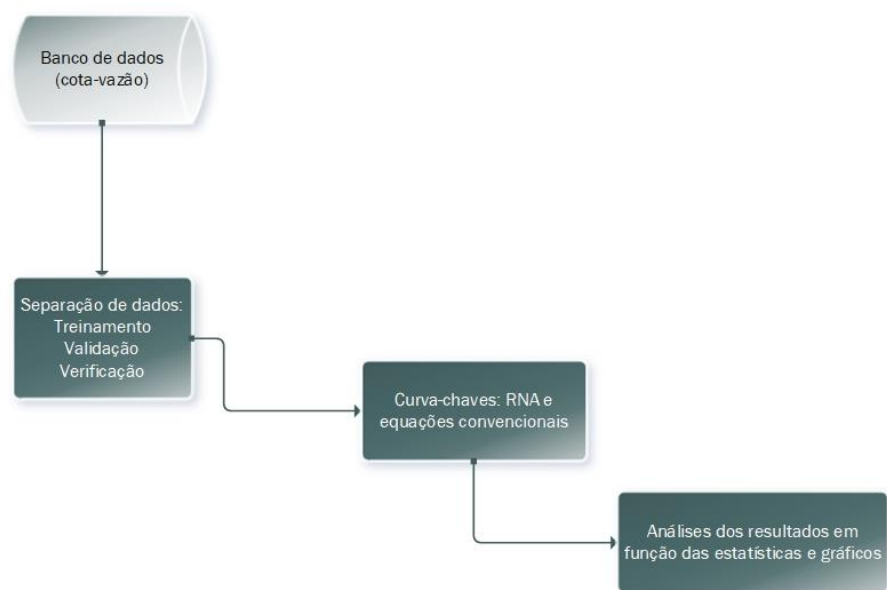 Banco de dados
(cota-vazão)
Separação de dados:
Treinamento
Validação
Verificação
Curva-chaves: RNA e
equações convencionais
Análises dos resultados em
função das estatísticas e gráficos